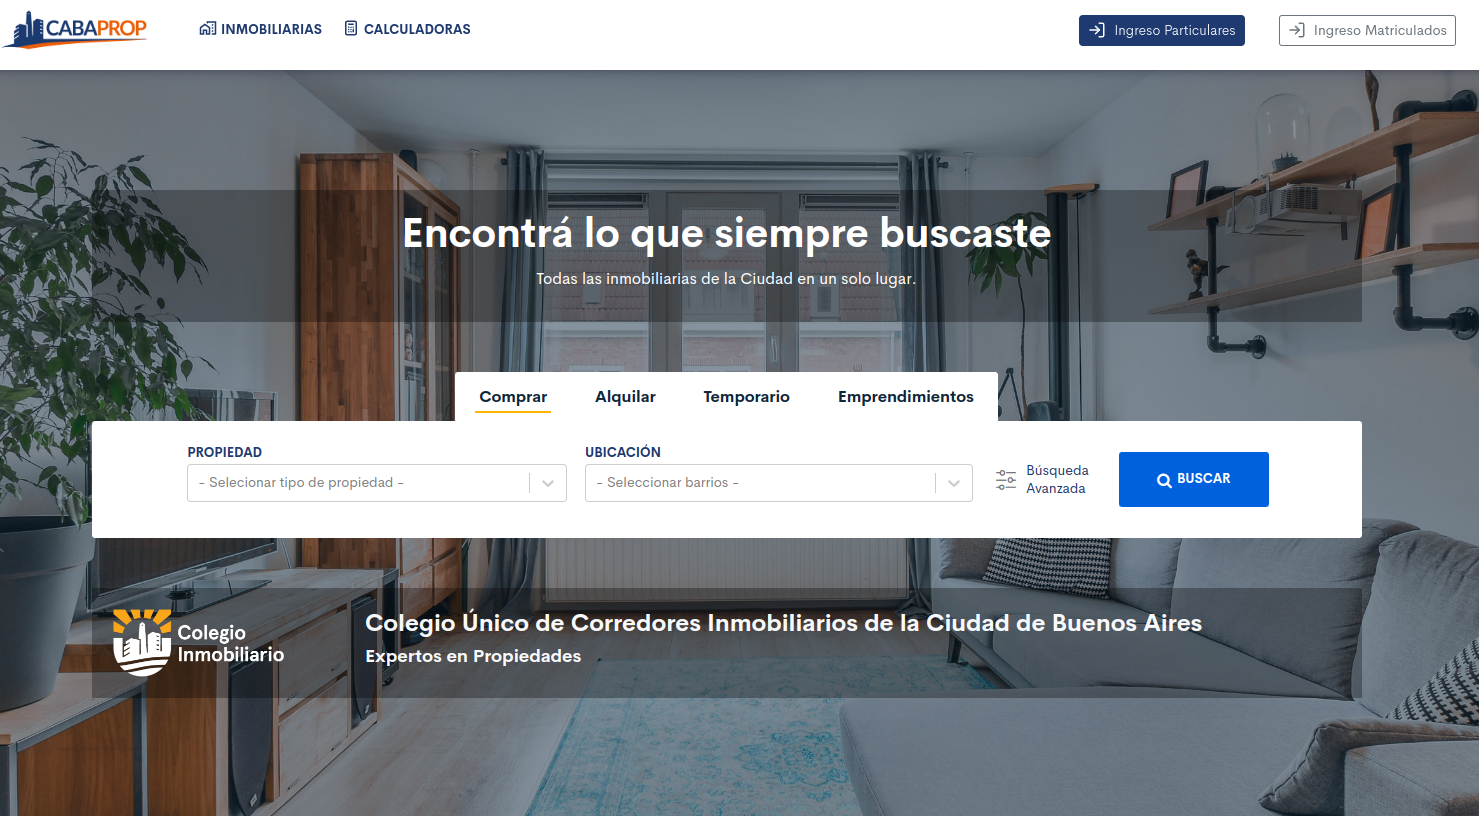 CABAPROP
INMOBILIARIAS
CALCULADORAS
Ingreso Particulares
Ingreso Matriculados
Encontrá lo que siempre buscaste
Todas las inmobiliarias de la Ciudad en un solo lugar.
Comprar
Alquilar
Temporario
Emprendimientos
PROPIEDAD
- Selecionar tipo de propiedad -
UBICACIÓN
- Seleccionar barrios -
Búsqueda
Avanzada
BUSCAR
Colegio
Inmobiliario
Colegio Único de Corredores Inmobiliarios de la Ciudad de Buenos Aires
Expertos en Propiedades